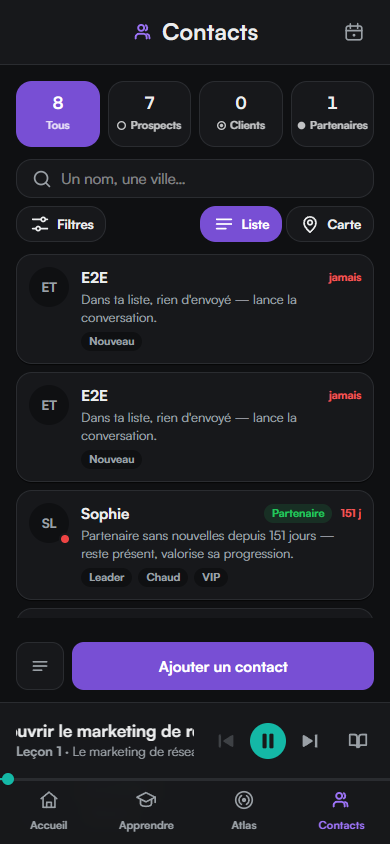 Contacts
8
Tous
7
Prospects
0
Clients
1
Partenaires
Un nom, une ville...
Filtres
Liste
Carte
ET
E2E
jamais
Dans ta liste, rien d'envoyé — lance la
conversation.
Nouveau
ET
E2E
jamais
Dans ta liste, rien d'envoyé — lance la
conversation.
Nouveau
SL
Sophie
Partenaire
151 j
Partenaire sans nouvelles depuis 151 jours —
reste présent, valorise sa progression.
Leader
Chaud
VIP
Ajouter un contact
ouvrir le marketing de r
Leçon 1 · Le marketing de résea
Accueil
Apprendre
Atlas
Contacts